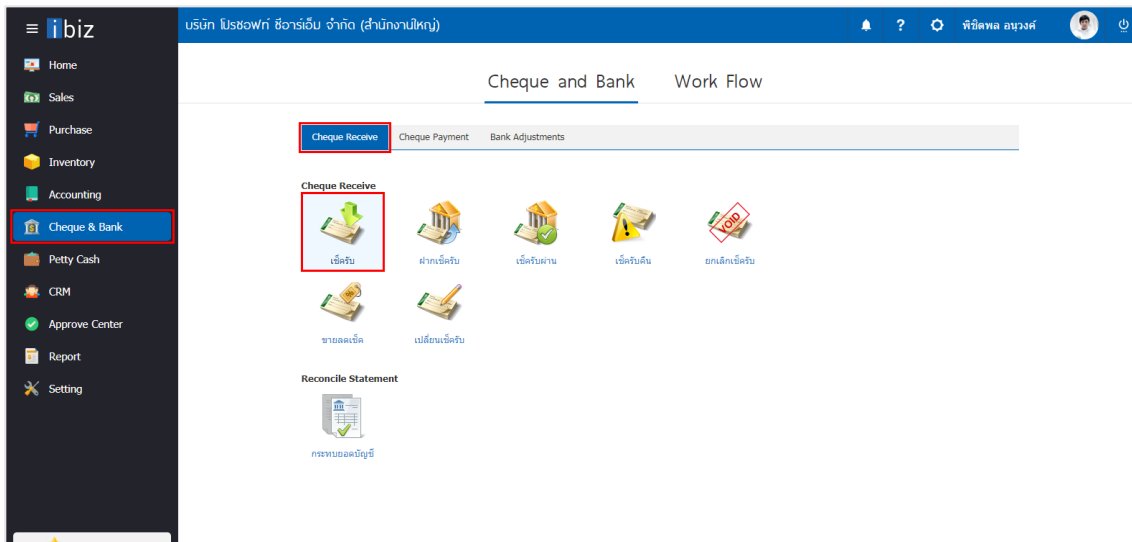 ibiz
บริษัท โปรซอฟท์ ซีอาร์เอ็ม จำกัด (สำนักงานใหญ่)
?
พิชิตพล อนุวงค์
Home
Sales
Purchase
Inventory
Accounting
Cheque & Bank
Petty Cash
CRM
Approve Center
Report
Setting
Cheque and Bank Work Flow
Cheque Receive Cheque Payment Bank Adjustments
Cheque Receive
VOID
เช็ครับ ฝากเช็ครับ เช็ครับผ่าน เช็ครับคืน ยกเลิกเช็ครับ
ขายลดเช็ค เปลี่ยนเช็ครับ
Reconcile Statement
กระทบยอดบัญชี